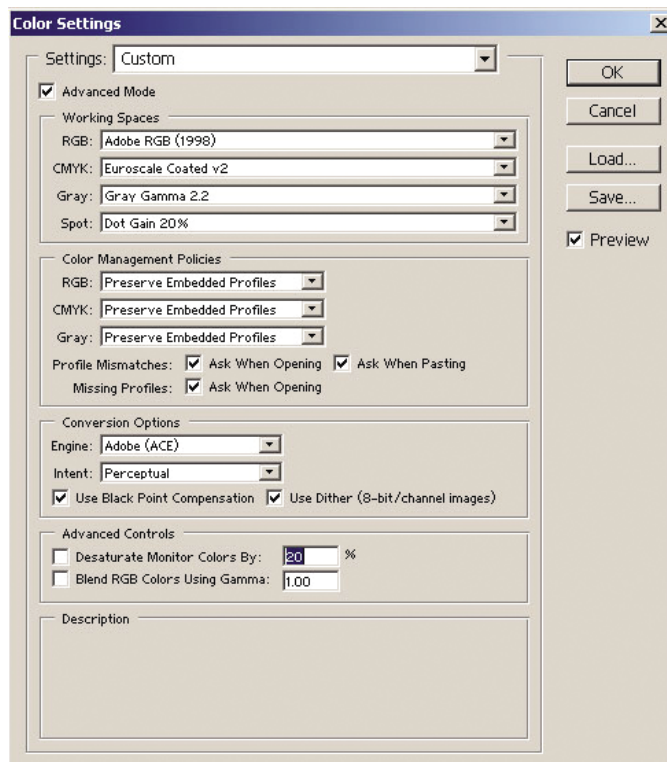 Color Settings
Settings: Custom
OK
Advanced Mode
Cancel
Working Spaces
RGB: Adobe RGB (1998)
CMYK: Euroscale Coated v2
Load...
Gray: Gray Gamma 2.2
Save...
Spot: Dot Gain 20%
Preview
Color Management Policies
RGB: Preserve Embedded Profiles
CMYK: Preserve Embedded Profiles
Gray: Preserve Embedded Profiles
Profile Mismatches: Ask When Opening Ask When Pasting
Missing Profiles: Ask When Opening
Conversion Options
Engine: Adobe (ACE)
Intent: Perceptual
Use Black Point Compensation Use Dither (8-bit/channel images)
Advanced Controls
Desaturate Monitor Colors By: 20 %
Blend RGB Colors Using Gamma: 1.00
Description